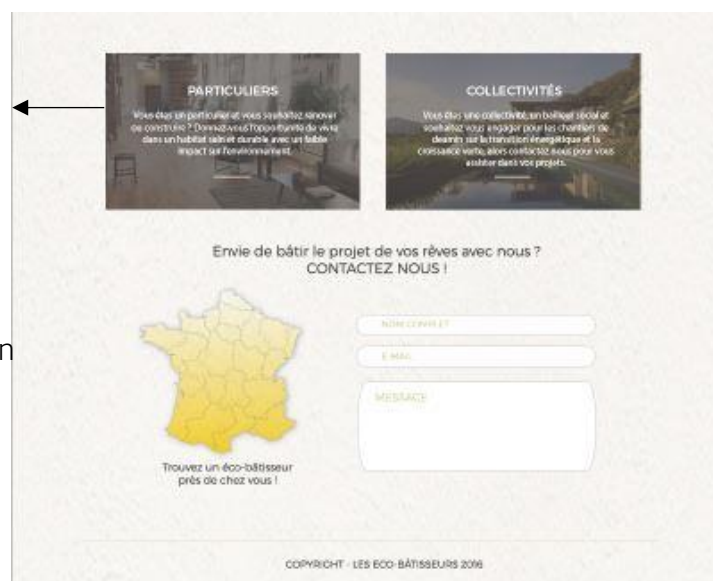 PARTICULIERS
Vous êtes un particulier et vous souhaitez rénover
ou construire ? Donnez-vous l'opportunité de vivre
dans un habitat sain et durable avec un faible
impact sur l'environnement.
COLLECTIVITÉS
Vous êtes une collectivité, un bailleur social et
souhaitez vous engager pour les chantiers de
demain sur la transition énergétique et la
croissance verte, alors contactez nous pour vous
assister dans vos projets.
Envie de bâtir le projet de vos rêves avec nous ?
CONTACTEZ NOUS !
n
NOM COMPLET
E-MAIL
MESSAGE
Trouvez un éco-bâtisseur
près de chez vous !
COPYRIGHT - LES ECO-BÂTISSEURS 2016